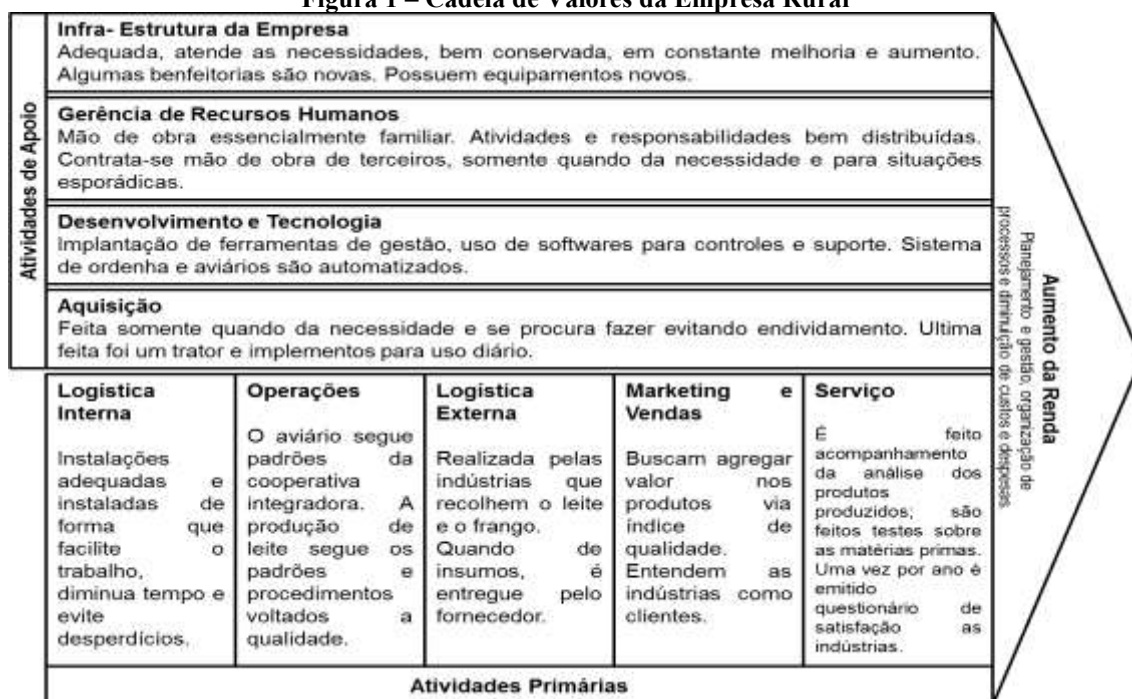 Figura 1 – Cadeia de Valores da Empresa Rural
Infra- Estrutura da Empresa
Adequada, atende as necessidades, bem conservada, em constante melhoria e aumento.
Algumas benfeitorias são novas. Possuem equipamentos novos.
Gerência de Recursos Humanos
Mão de obra essencialmente familiar. Atividades e responsabilidades bem distribuídas.
Contrata-se mão de obra de terceiros, somente quando da necessidade e para situações
esporádicas.
Desenvolvimento e Tecnologia
Implantação de ferramentas de gestão, uso de softwares para controles e suporte. Sistema
de ordenha e aviários são automatizados.
Aquisição
Feita somente quando da necessidade e se procura fazer evitando endividamento. Ultima
feita foi um trator e implementos para uso diário.
Atividades de Apoio
Logística
Interna
Instalações
adequadas e
instaladas de
forma que
facilite o
trabalho,
diminua tempo e
evite
desperdícios.
Operações
O aviário segue
padrões da
cooperativa
integradora. A
produção de
leite segue os
padrões e
procedimentos
voltados a
qualidade.
Logística
Externa
Realizada pelas
indústrias que
recolhem o leite
e o frango.
Quando de
insumos, é
entregue pelo
fornecedor.
Marketing e
Vendas
Buscam agregar
valor nos
produtos via
índice de
qualidade.
Entendem as
indústrias como
clientes.
Serviço
É feito
acompanhamento
da análise dos
produtos
produzidos; são
feitos testes sobre
as matérias primas.
Uma vez por ano é
emitido
questionário de
satisfação as
indústrias.
Atividades Primárias
Aumento da Renda
Planejamento e gestão, organização de
processos e diminuição de custos e despesas